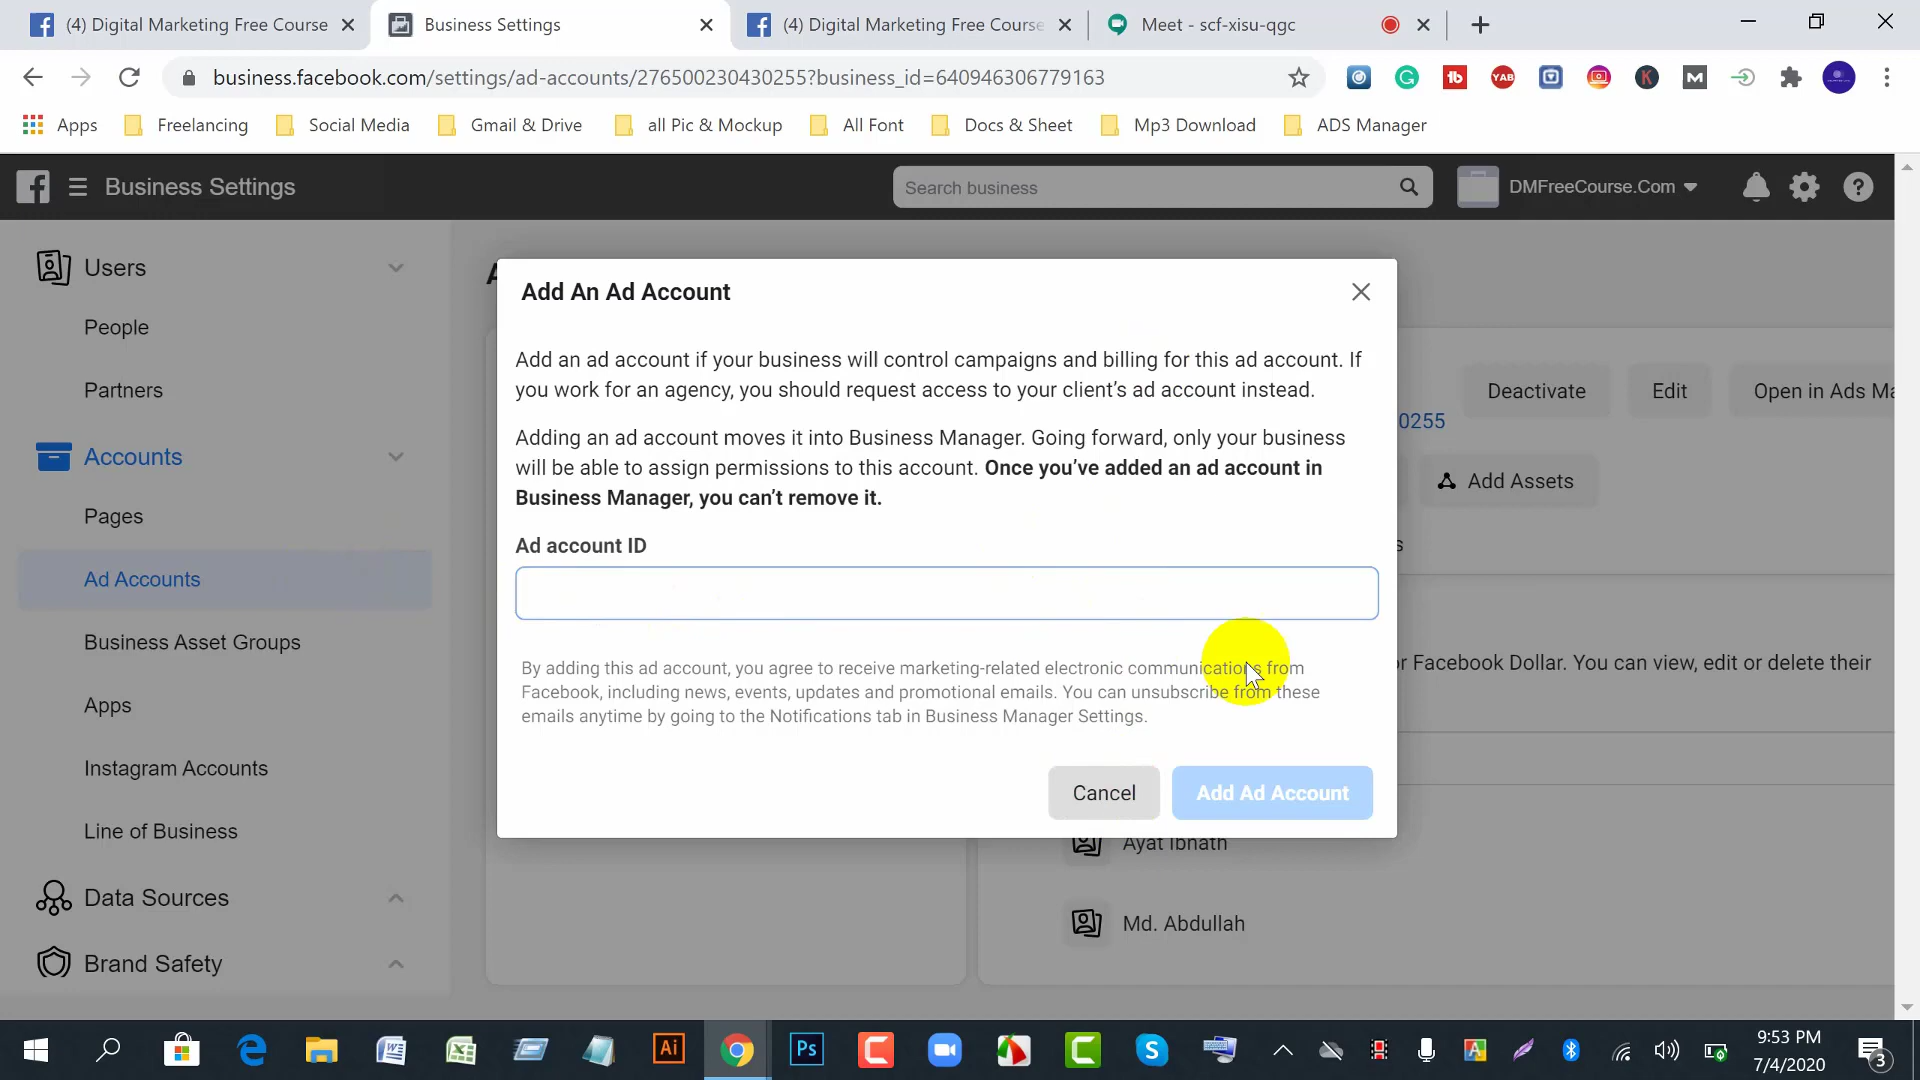 (4) Digital Marketing Free Course
Business Settings
(4) Digital Marketing Free Course
Meet - scf-xisu-qgc
business.facebook.com/settings/ad-accounts/276500230430255?business_id=640946306779163
Apps
Freelancing
Social Media
Gmail & Drive
all Pic & Mockup
All Font
Docs & Sheet
Mp3 Download
ADS Manager
Business Settings
Search business
DMFreeCourse.Com
Users
People
Partners
Accounts
Pages
Ad Accounts
Business Asset Groups
Apps
Instagram Accounts
Line of Business
Data Sources
Brand Safety
Add An Ad Account
Add an ad account if your business will control campaigns and billing for this ad account. If
you work for an agency, you should request access to your client’s ad account instead.
Adding an ad account moves it into Business Manager. Going forward, only your business
will be able to assign permissions to this account. Once you’ve added an ad account in
Business Manager, you can’t remove it.
Ad account ID
By adding this ad account, you agree to receive marketing-related electronic communications from
Facebook, including news, events, updates and promotional emails. You can unsubscribe from these
emails anytime by going to the Notifications tab in Business Manager Settings.
Cancel
Add Ad Account
Deactivate
Edit
Open in Ads Ma
0255
Add Assets
s
r Facebook Dollar. You can view, edit or delete their
Ayat Ibnath
Md. Abdullah
9:53 PM
7/4/2020
3